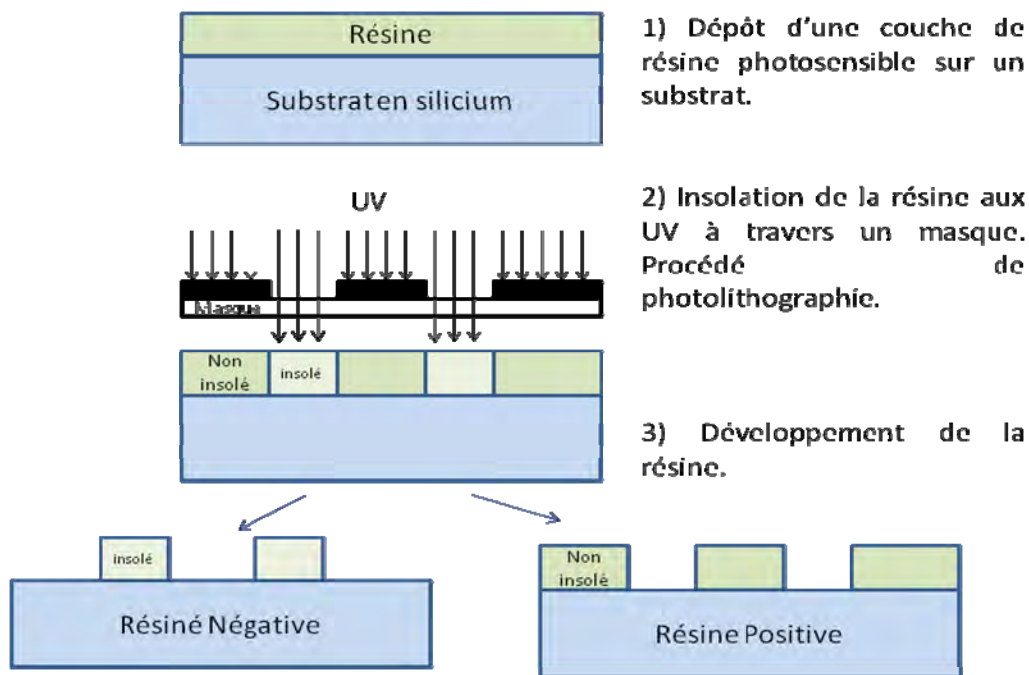 Résine
Substrat en silicium
1) Dépôt d'une couche de
résine photosensible sur un
substrat.
UV
2) Insolation de la résine aux
UV à travers un masque.
Procédé de
photolithographie.
Masque
Non
insolé
insolé
3) Développement de la
résine.
insolé
Résiné Négative
Non
insolé
Résine Positive